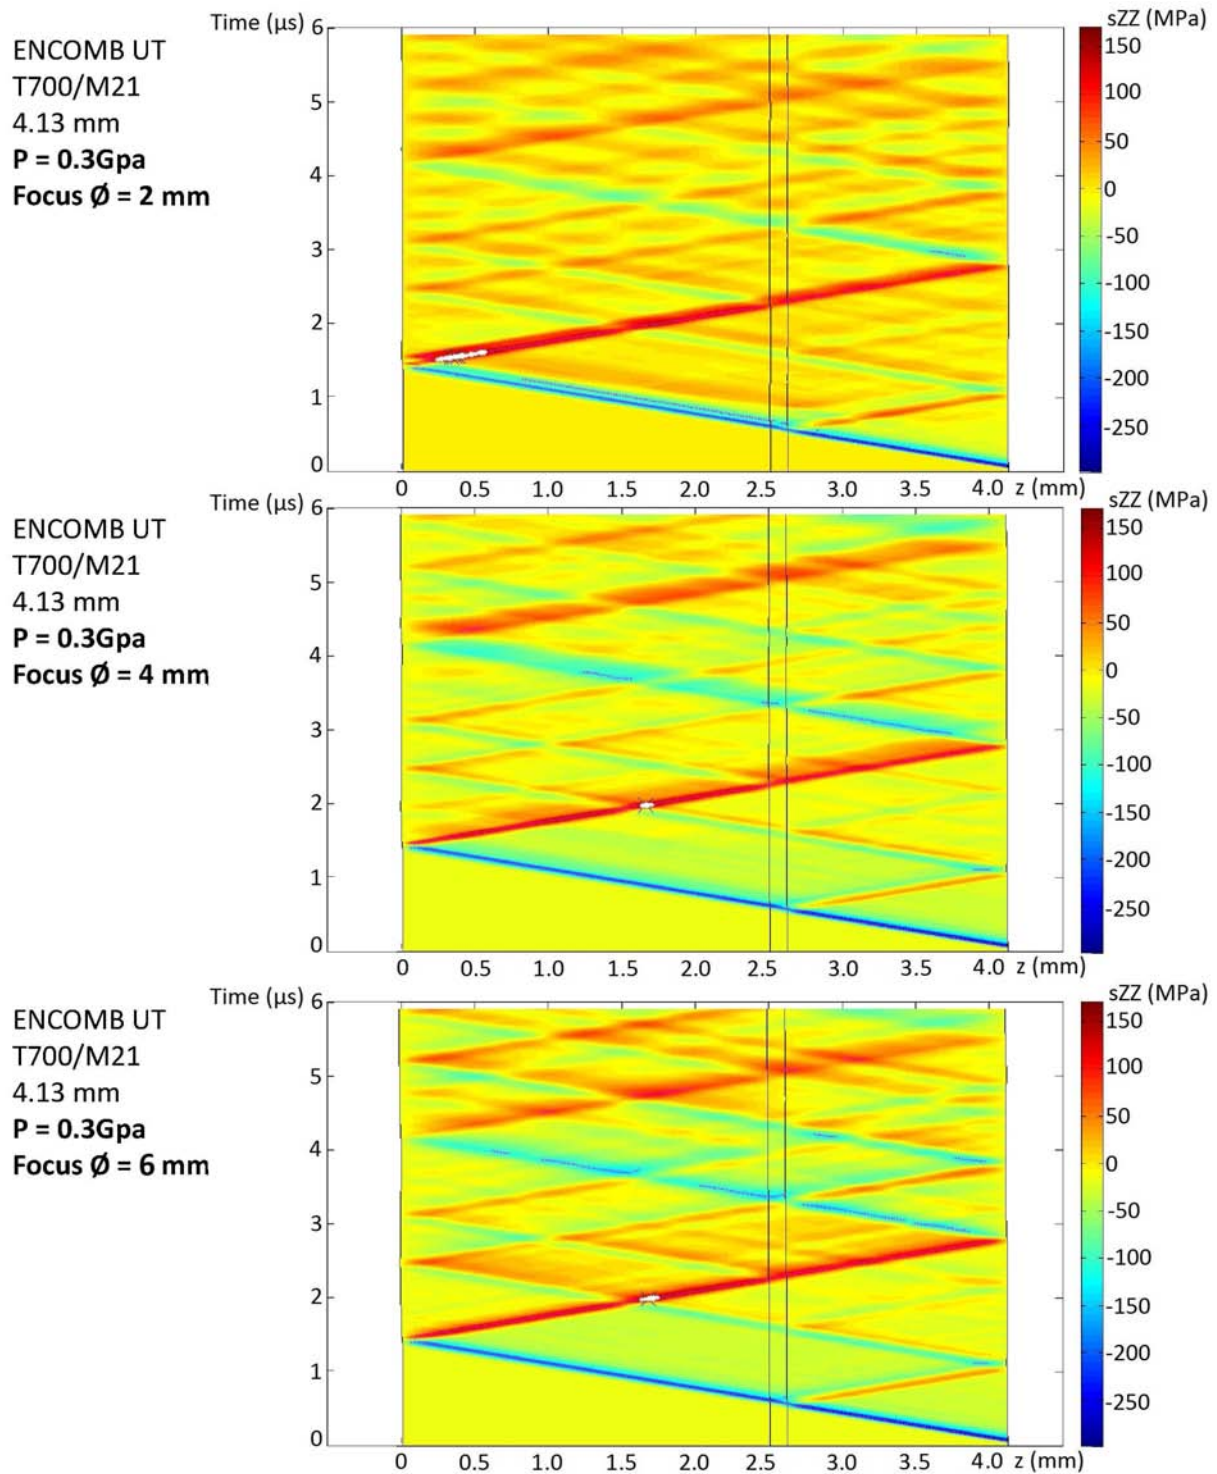 Time (µs)
sZZ (MPa)
ENCOMB UT
T700/M21
4.13 mm
P = 0.3Gpa
Focus Ø = 2 mm
6
5
4
3
2
1
0
150
100
50
0
-50
-100
-150
-200
-250
0 0.5 1.0 1.5 2.0 2.5 3.0 3.5 4.0 z (mm)
Time (µs)
sZZ (MPa)
ENCOMB UT
T700/M21
4.13 mm
P = 0.3Gpa
Focus Ø = 4 mm
6
5
4
3
2
1
0
150
100
50
0
-50
-100
-150
-200
-250
0 0.5 1.0 1.5 2.0 2.5 3.0 3.5 4.0 z (mm)
Time (µs)
sZZ (MPa)
ENCOMB UT
T700/M21
4.13 mm
P = 0.3Gpa
Focus Ø = 6 mm
6
5
4
3
2
1
0
150
100
50
0
-50
-100
-150
-200
-250
0 0.5 1.0 1.5 2.0 2.5 3.0 3.5 4.0 z (mm)